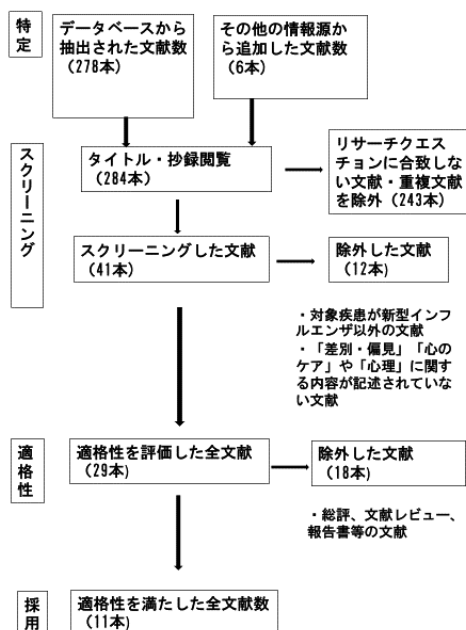 特定
データベースから
抽出された文献数
(278本)
その他の情報源か
ら追加した文献数
(6本)
スクリーニング
タイトル・抄録閲覧
(284本)
リサーチクエス
チョンに合致しな
い文献・重複文献
を除外(243本)
スクリーニングした文献
(41本)
除外した文献
(12本)
・対象疾患が新型インフ
ルエンザ以外の文献
・「差別・偏見」「心の
ケア」や「心理」に関す
る内容が記述されていな
い文献
適格性
適格性を評価した全文献
(29本)
除外した文献
(18本)
・総評、文献レビュー、
報告書等の文献
採用
適格性を満たした全文献数
(11本)